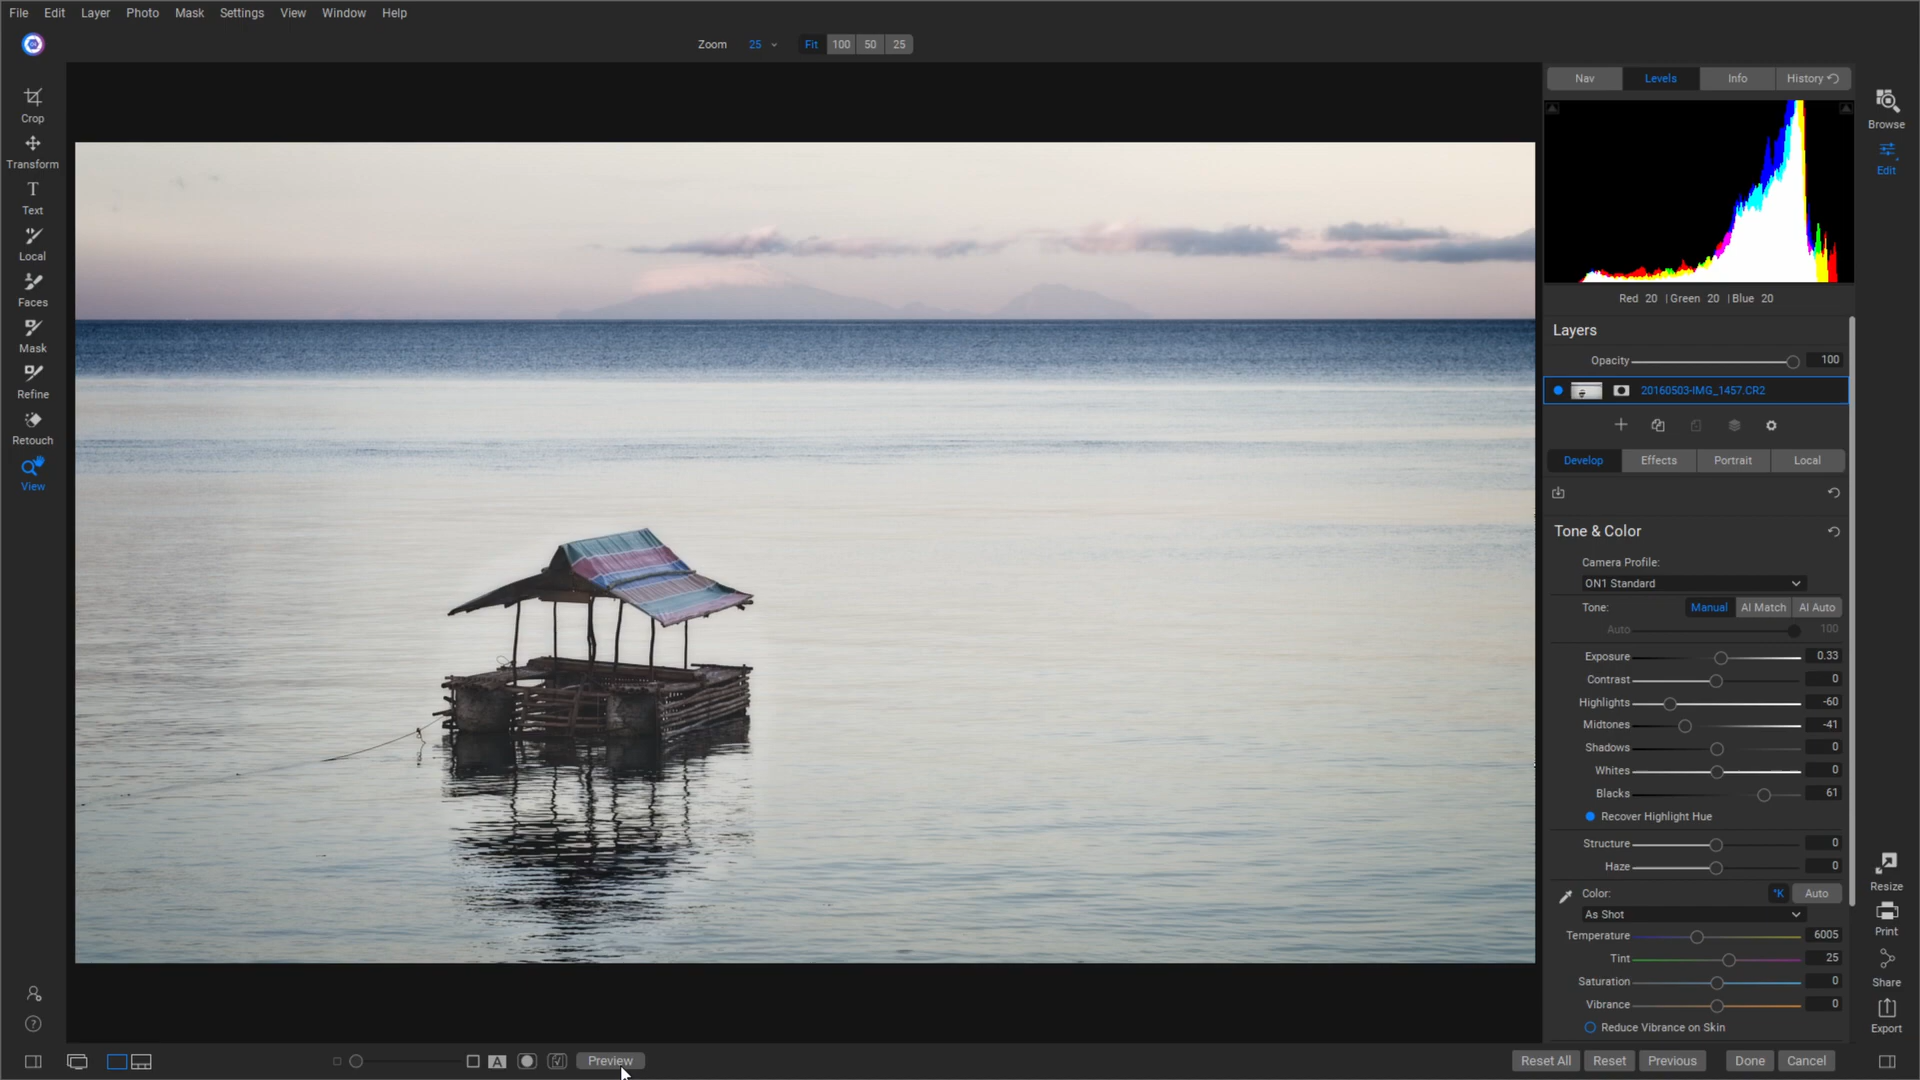 File Edit Layer Photo Mask Settings View Window Help
Zoom 25 Fit 100 50 25
Crop
Transform
T
Text
Local
Faces
Mask
Refine
Retouch
View
Nav Levels Info History
Browse
Edit
Red 20 | Green 20 | Blue 20
Layers
Opacity 100
20160503-IMG_1457.CR2
Develop Effects Portrait Local
Tone & Color
Camera Profile:
ON1 Standard
Tone: Manual AI Match AI Auto
Auto 100
Exposure 0.33
Contrast 0
Highlights -60
Midtones -41
Shadows 0
Whites 0
Blacks 61
Recover Highlight Hue
Structure 0
Haze 0
Color: °K Auto
As Shot
Temperature 6005
Tint 25
Saturation 0
Vibrance 0
Reduce Vibrance on Skin
Resize
Print
Share
Export
?
A Preview
Reset All Reset Previous Done Cancel